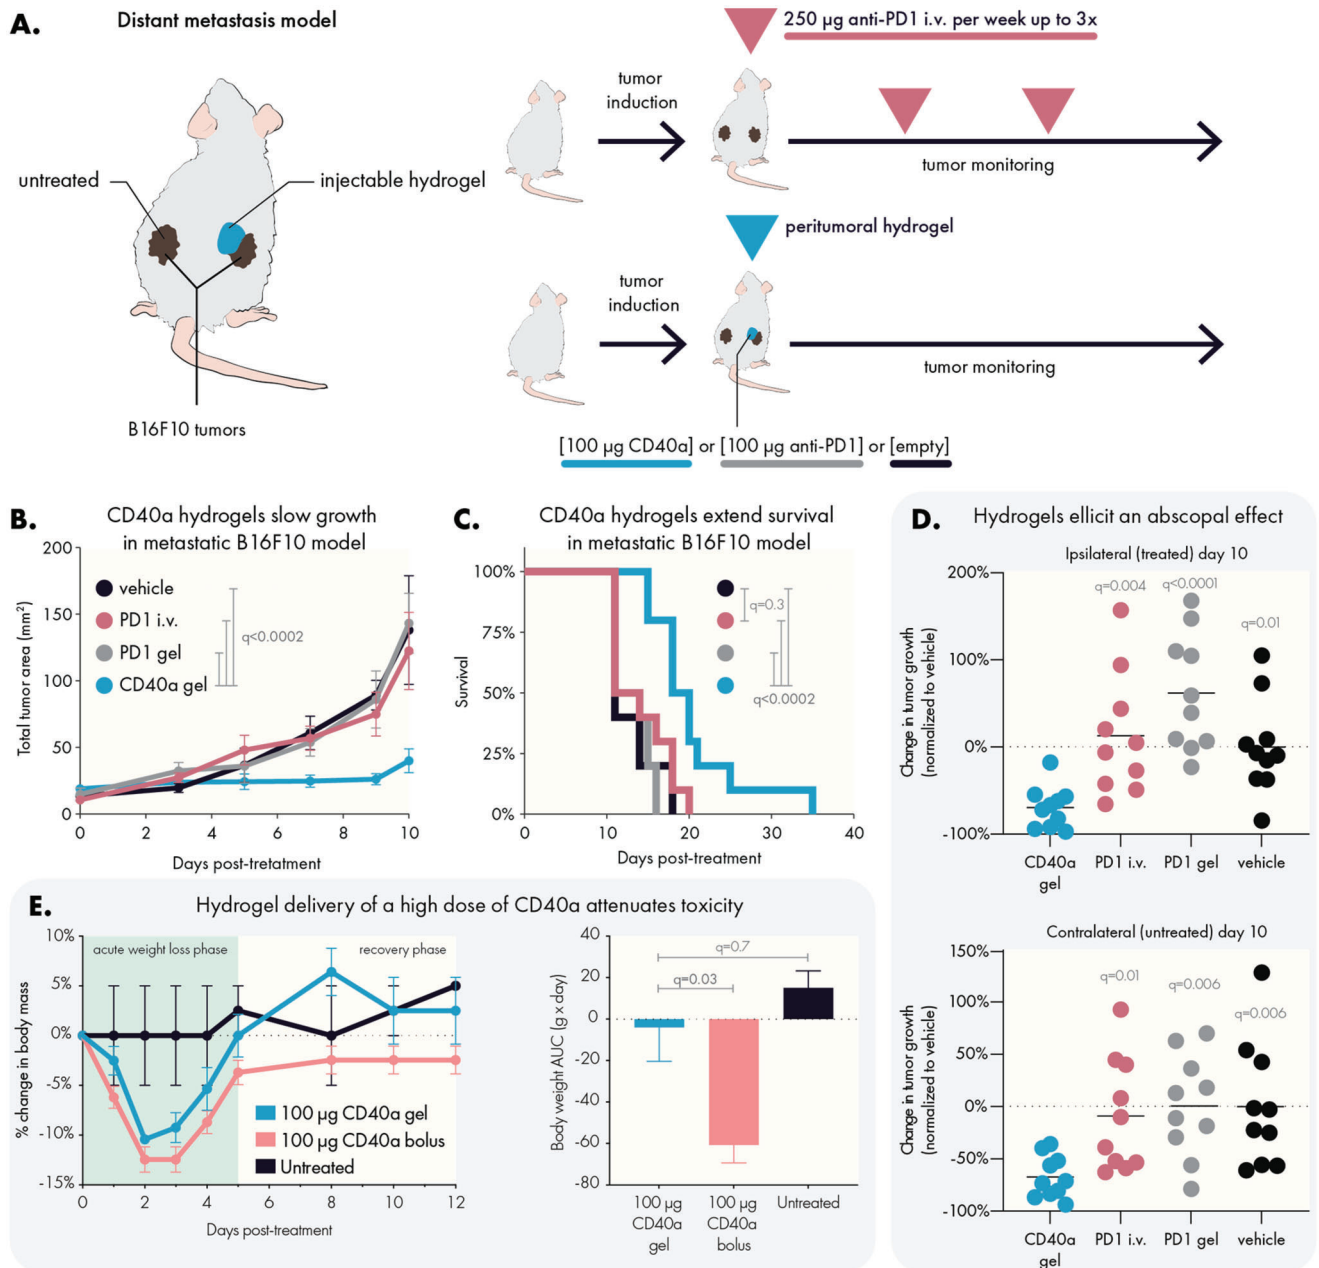 A.
Distant metastasis model
untreated
injectable hydrogel
B16F10 tumors
250 µg anti-PD1 i.v. per week up to 3x
tumor
induction
tumor monitoring
peritumoral hydrogel
tumor
induction
tumor monitoring
[100 µg CD40a] or [100 µg anti-PD1] or [empty]
B.
CD40a hydrogels slow growth
in metastatic B16F10 model
200
150
100
50
0
Total tumor area (mm²)
vehicle
PD1 i.v.
PD1 gel
CD40a gel
q<0.0002
0 2 4 6 8 10
Days post-tretatment
C.
CD40a hydrogels extend survival
in metastatic B16F10 model
100%
75%
50%
25%
0%
Survival
q=0.3
q<0.0002
0 10 20 30 40
Days post-treatment
D.
Hydrogels ellicit an abscopal effect
Ipsilateral (treated) day 10
200%
100%
0%
-100%
Change in tumor growth
(normalized to vehicle)
q=0.004
q<0.0001
q=0.01
CD40a
gel
PD1 i.v.
PD1 gel
vehicle
Contralateral (untreated) day 10
150%
100%
50%
0%
-50%
-100%
Change in tumor growth
(normalized to vehicle)
q=0.01
q=0.006
q=0.006
CD40a
gel
PD1 i.v.
PD1 gel
vehicle
E.
Hydrogel delivery of a high dose of CD40a attenuates toxicity
10%
5%
0%
-5%
-10%
-15%
% change in body mass
acute weight loss phase
recovery phase
100 µg CD40a gel
100 µg CD40a bolus
Untreated
0 2 4 6 8 10 12
Days post-treatment
40
20
0
-20
-40
-60
-80
Body weight AUC (g x day)
q=0.7
q=0.03
100 µg
CD40a
gel
100 µg
CD40a
bolus
Untreated